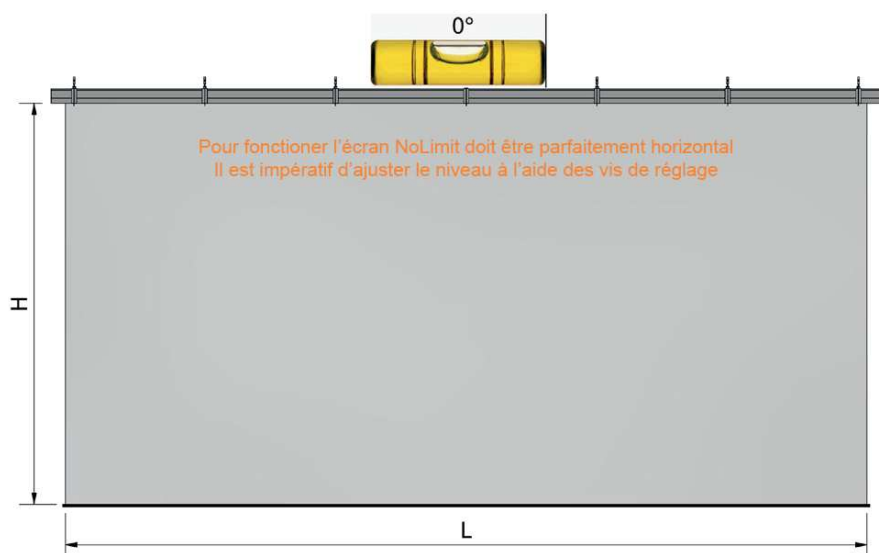 0°
Pour fonctioner l'écran NoLimit doit être parfaitement horizontal
Il est impératif d'ajuster le niveau à l'aide des vis de réglage
H
L